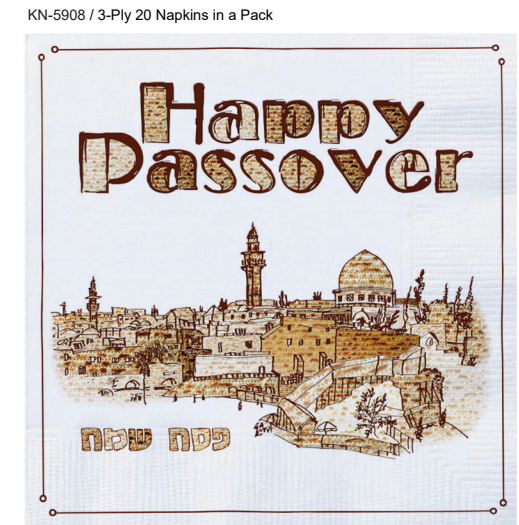 KN-5908 / 3-Ply 20 Napkins in a Pack
Happy
Passover
פסח שמח